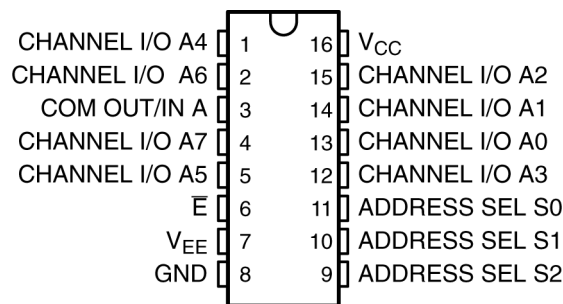 CHANNEL I/O A4 1 16 VCC
CHANNEL I/O A6 2 15 CHANNEL I/O A2
COM OUT/IN A 3 14 CHANNEL I/O A1
CHANNEL I/O A7 4 13 CHANNEL I/O A0
CHANNEL I/O A5 5 12 CHANNEL I/O A3
E̅ 6 11 ADDRESS SEL S0
VEE 7 10 ADDRESS SEL S1
GND 8 9 ADDRESS SEL S2